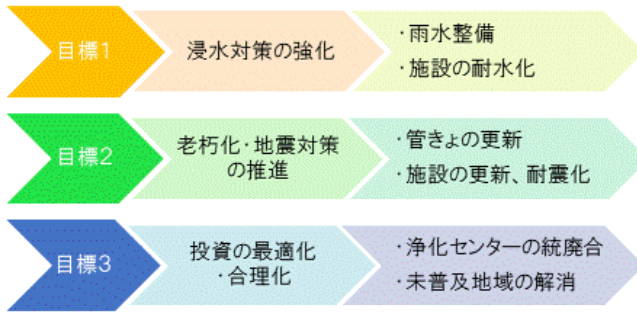 目標1
浸水対策の強化
・雨水整備
・施設の耐水化
目標2
老朽化・地震対策
の推進
・管きょの更新
・施設の更新、耐震化
目標3
投資の最適化
・合理化
・浄化センターの統廃合
・未普及地域の解消